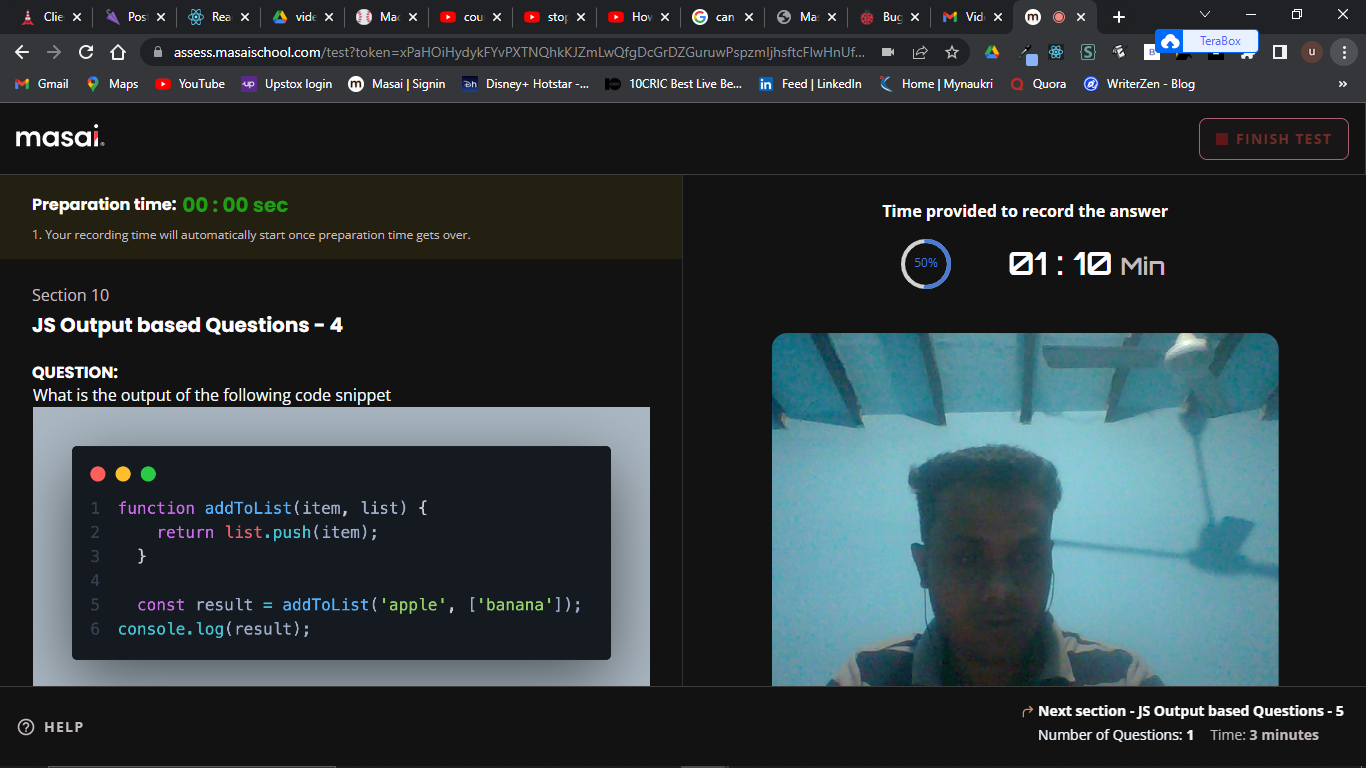 Clie
Post
Rea
vide
Mac
cou
stop
How
can
Mas
Bug
Vid
assess.masaischool.com/test?token=xPaHOiHydykFYvPXTNQhkKJZmLwQfgDcGrDZGuruwPspzmIjhsftcFlwHnUf...
TeraBox
u
Gmail
Maps
YouTube
up Upstox login
m Masai | Signin
Disney+ Hotstar -...
10CRIC Best Live Be...
in Feed | LinkedIn
Home | Mynaukri
Quora
WriterZen - Blog
»
masai.
FINISH TEST
Preparation time: 00 : 00 sec
1. Your recording time will automatically start once preparation time gets over.
Section 10
JS Output based Questions - 4
QUESTION:
What is the output of the following code snippet
1 function addToList(item, list) {
2 return list.push(item);
3 }
4
5 const result = addToList('apple', ['banana']);
6 console.log(result);
Time provided to record the answer
50%
01 : 10 Min
HELP
Next section - JS Output based Questions - 5
Number of Questions: 1 Time: 3 minutes